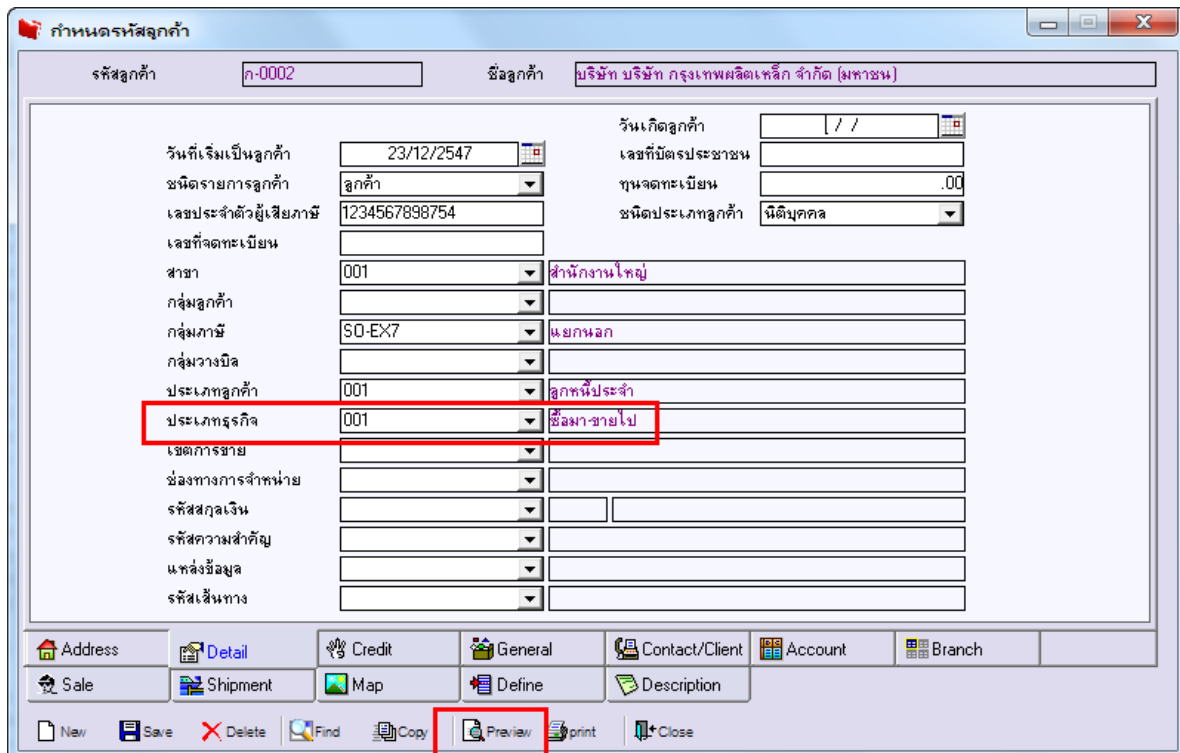 กำหนดรหัสลูกค้า
รหัสลูกค้า ก-0002 ชื่อลูกค้า บริษัท บริษัท กรุงเทพผลิตเหล็ก จำกัด (มหาชน)
วันเกิดลูกค้า / /
วันที่เริ่มเป็นลูกค้า 23/12/2547 เลขที่บัตรประชาชน
ชนิดรายการลูกค้า ลูกค้า ทุนจดทะเบียน .00
เลขประจำตัวผู้เสียภาษี 1234567898754 ชนิดประเภทลูกค้า นิติบุคคล
เลขที่จดทะเบียน
สาขา 001 สำนักงานใหญ่
กลุ่มลูกค้า
กลุ่มภาษี SO-EX7 แยกนอก
กลุ่มวางบิล
ประเภทลูกค้า 001 ลูกหนี้ประจำ
ประเภทธุรกิจ 001 ซื้อมา-ขายไป
เขตการขาย
ช่องทางการจำหน่าย
รหัสสกุลเงิน
รหัสความสำคัญ
แหล่งข้อมูล
รหัสเส้นทาง
Address Detail Credit General Contact/Client Account Branch
Sale Shipment Map Define Description
New Save Delete Find Copy Preview print Close